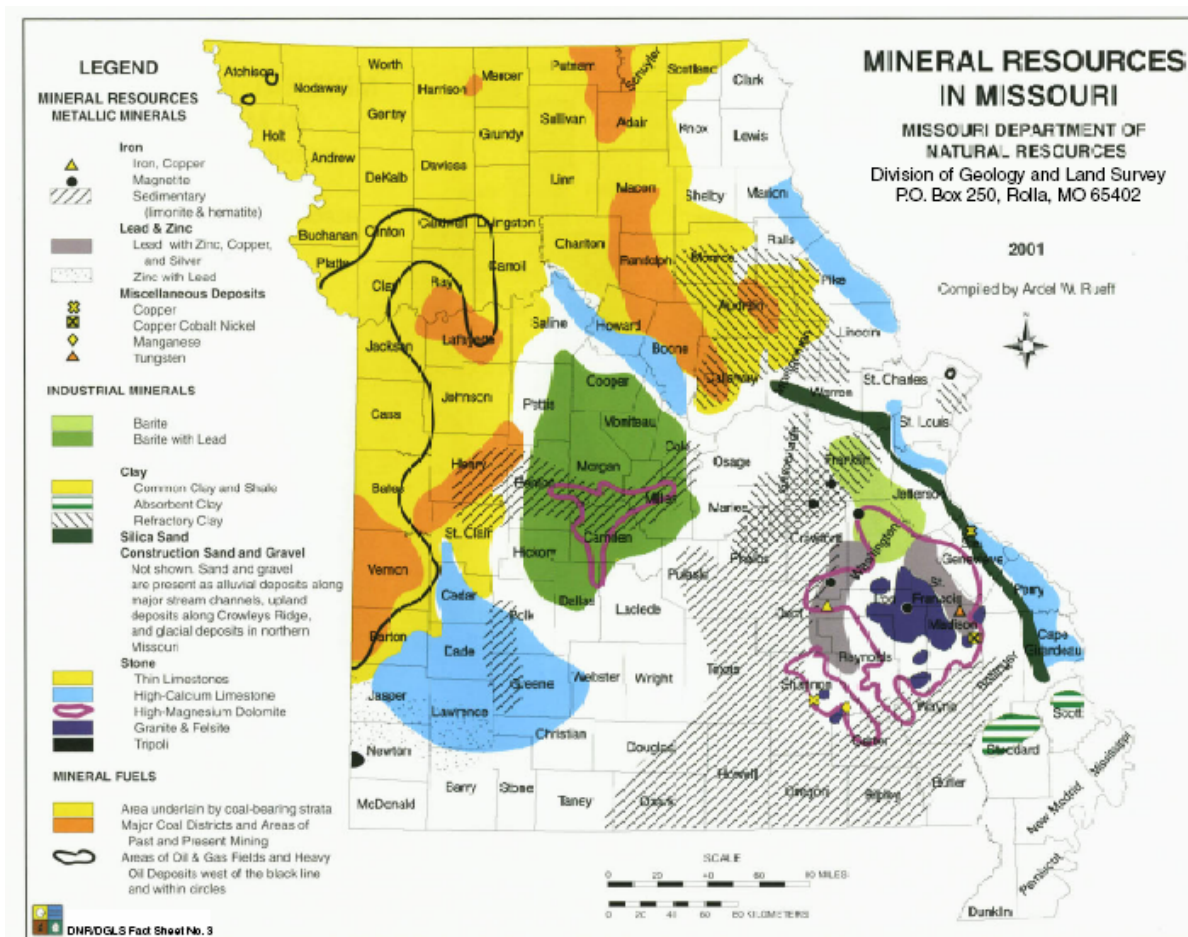 MINERAL RESOURCES
IN MISSOURI
MISSOURI DEPARTMENT OF
NATURAL RESOURCES
Division of Geology and Land Survey
P.O. Box 250, Rolla, MO 65402
2001
Compiled by Ardel W. Rueff
N
LEGEND
MINERAL RESOURCES
METALLIC MINERALS
Iron
Iron, Copper
Magnetite
Sedimentary
(limonite & hematite)
Lead & Zinc
Lead with Zinc, Copper,
and Silver
Zinc with Lead
Miscellaneous Deposits
Copper
Copper Cobalt Nickel
Manganese
Tungsten
INDUSTRIAL MINERALS
Barite
Barite with Lead
Clay
Common Clay and Shale
Absorbent Clay
Refractory Clay
Silica Sand
Construction Sand and Gravel
Not shown. Sand and gravel
are present as alluvial deposits along
major stream channels, upland
deposits along Crowleys Ridge,
and glacial deposits in northern
Missouri
Stone
Thin Limestones
High-Calcum Limestone
High-Magnesium Dolomite
Granite & Felsite
Tripoli
MINERAL FUELS
Area underlain by coal-bearing strata
Major Coal Districts and Areas of
Past and Present Mining
Areas of Oil & Gas Fields and Heavy
Oil Deposits west of the black line
and within circles
DNR/DGLS Fact Sheet No. 3
Atchison
Nodaway
Worth
Harrison
Mercer
Putnam
Schuyler
Scotland
Clark
Holt
Gentry
Grundy
Sullivan
Adair
Knox
Lewis
Andrew
DeKalb
Daviess
Linn
Macon
Shelby
Marion
Buchanan
Clinton
Caldwell
Livingston
Chariton
Randolph
Monroe
Ralls
Platte
Clay
Ray
Carroll
Saline
Howard
Boone
Audrain
Pike
Jackson
Lafayette
Callaway
Montgomery
Lincoln
Warren
St. Charles
St. Louis
Cass
Johnson
Pettis
Cooper
Moniteau
Cole
Osage
Gasconade
Franklin
Jefferson
Bates
Henry
Benton
Morgan
Miller
Maries
Crawford
Washington
St. Clair
Hickory
Camden
Pulaski
Phelps
Genevieve
Vernon
Cedar
Polk
Dallas
Laclede
Dent
Iron
St.
Francois
Perry
Madison
Cape
Girardeau
Barton
Dade
Greene
Webster
Wright
Texas
Reynolds
Shannon
Bollinger
Wayne
Scott
Jasper
Lawrence
Christian
Douglas
Howell
Carter
Stoddard
Mississippi
Newton
McDonald
Barry
Stone
Taney
Ozark
Oregon
Ripley
Butler
New Madrid
Pemiscot
Dunklin
SCALE
0 20 40 60 80 MILES
0 20 40 60 80 KILOMETERS